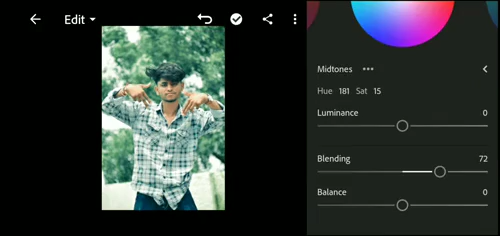 Edit
Midtones
Hue 181 Sat 15
Luminance 0
Blending 72
Balance 0